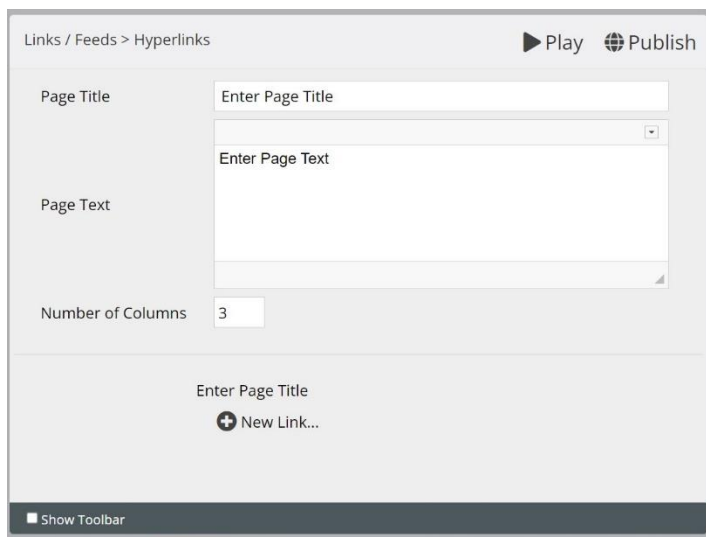 Links / Feeds > Hyperlinks Play Publish
Page Title Enter Page Title
Enter Page Text
Page Text
Number of Columns 3
Enter Page Title
New Link...
Show Toolbar